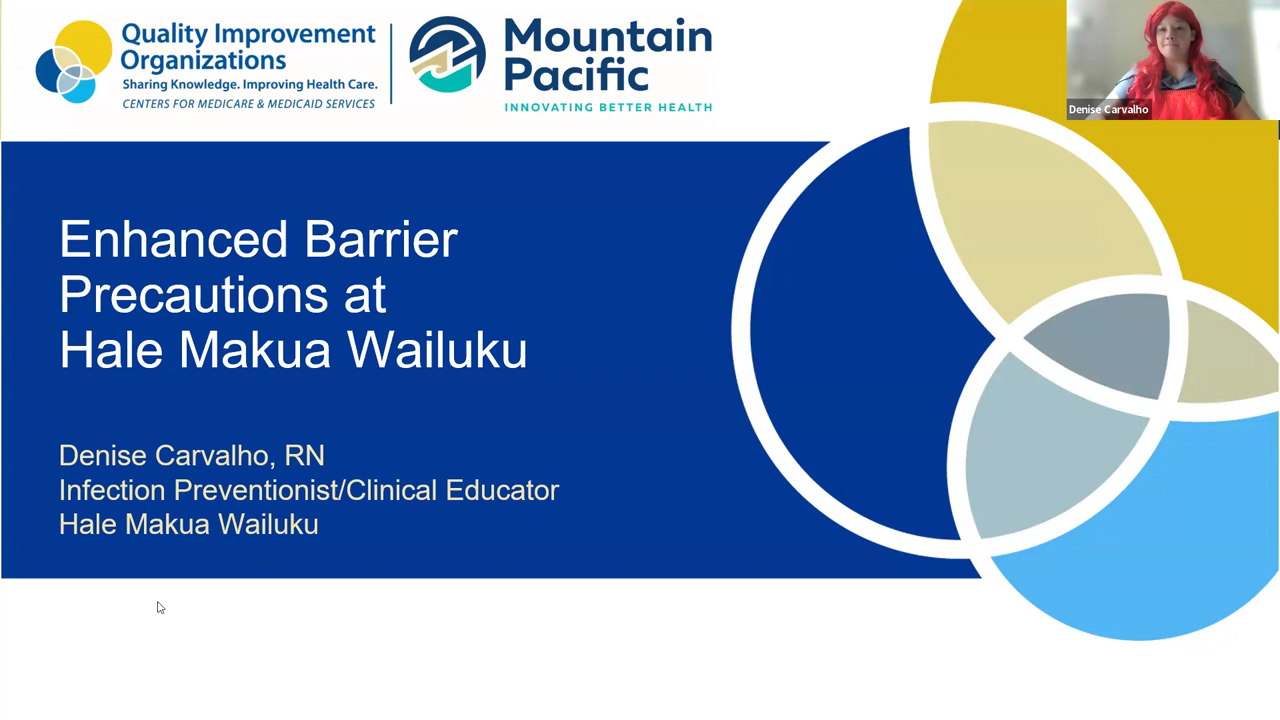 Quality Improvement
Organizations
Sharing Knowledge. Improving Health Care.
CENTERS FOR MEDICARE & MEDICAID SERVICES
Mountain
Pacific
INNOVATING BETTER HEALTH
Denise Carvalho
Enhanced Barrier
Precautions at
Hale Makua Wailuku
Denise Carvalho, RN
Infection Preventionist/Clinical Educator
Hale Makua Wailuku